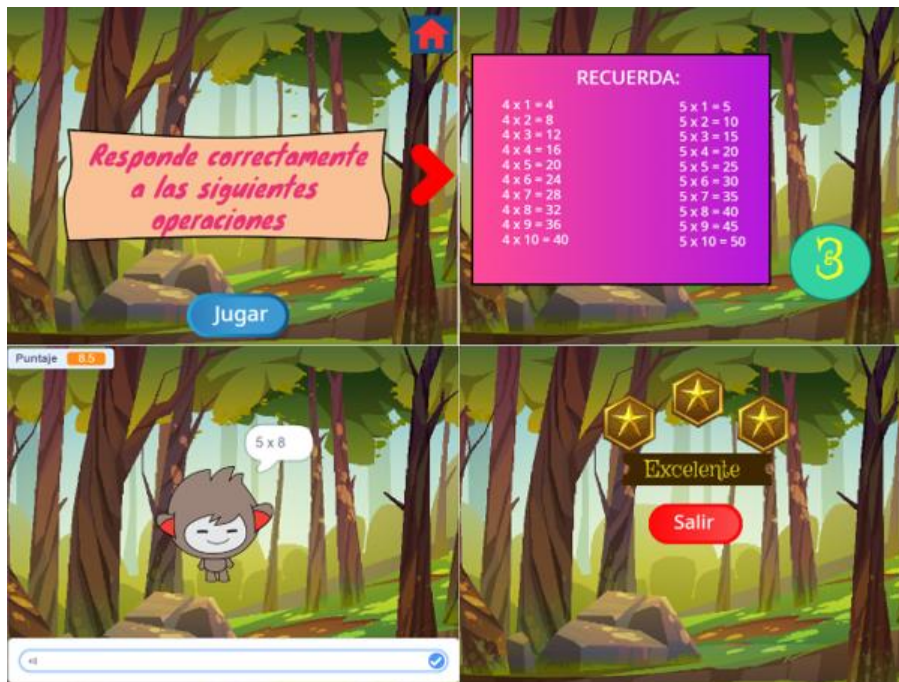 Responde correctamente
a las siguientes
operaciones
Jugar
RECUERDA:
4 x 1 = 4
4 x 2 = 8
4 x 3 = 12
4 x 4 = 16
4 x 5 = 20
4 x 6 = 24
4 x 7 = 28
4 x 8 = 32
4 x 9 = 36
4 x 10 = 40
5 x 1 = 5
5 x 2 = 10
5 x 3 = 15
5 x 4 = 20
5 x 5 = 25
5 x 6 = 30
5 x 7 = 35
5 x 8 = 40
5 x 9 = 45
5 x 10 = 50
3
Puntaje 8.5
5 x 8
Excelente
Salir